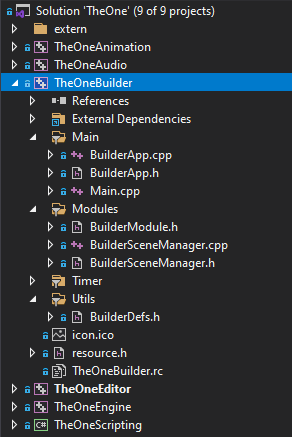 Solution 'TheOne' (9 of 9 projects)
extern
TheOneAnimation
TheOneAudio
TheOneBuilder
References
External Dependencies
Main
BuilderApp.cpp
BuilderApp.h
Main.cpp
Modules
BuilderModule.h
BuilderSceneManager.cpp
BuilderSceneManager.h
Timer
Utils
BuilderDefs.h
icon.ico
resource.h
TheOneBuilder.rc
TheOneEditor
TheOneEngine
TheOneScripting